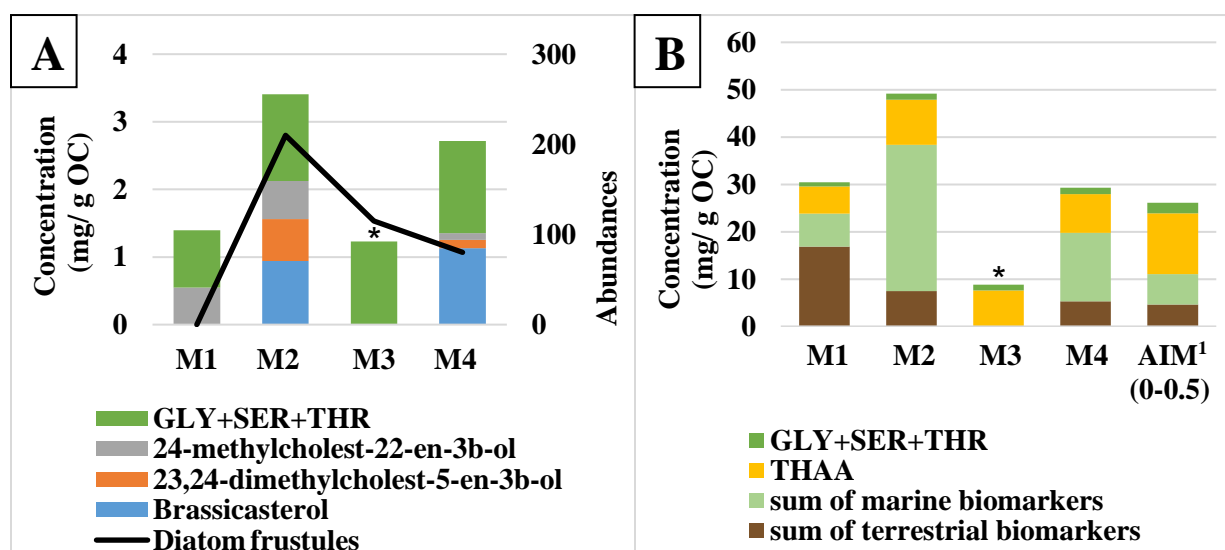 A
Concentration
(mg/ g OC)
4
3
2
1
0
300
200
100
0
Abundances
*
M1 M2 M3 M4
GLY+SER+THR
24-methylcholest-22-en-3b-ol
23,24-dimethylcholest-5-en-3b-ol
Brassicasterol
Diatom frustules
B
Concentration
(mg/ g OC)
60
50
40
30
20
10
0
*
M1 M2 M3 M4 AIM¹
(0-0.5)
GLY+SER+THR
THAA
sum of marine biomarkers
sum of terrestrial biomarkers